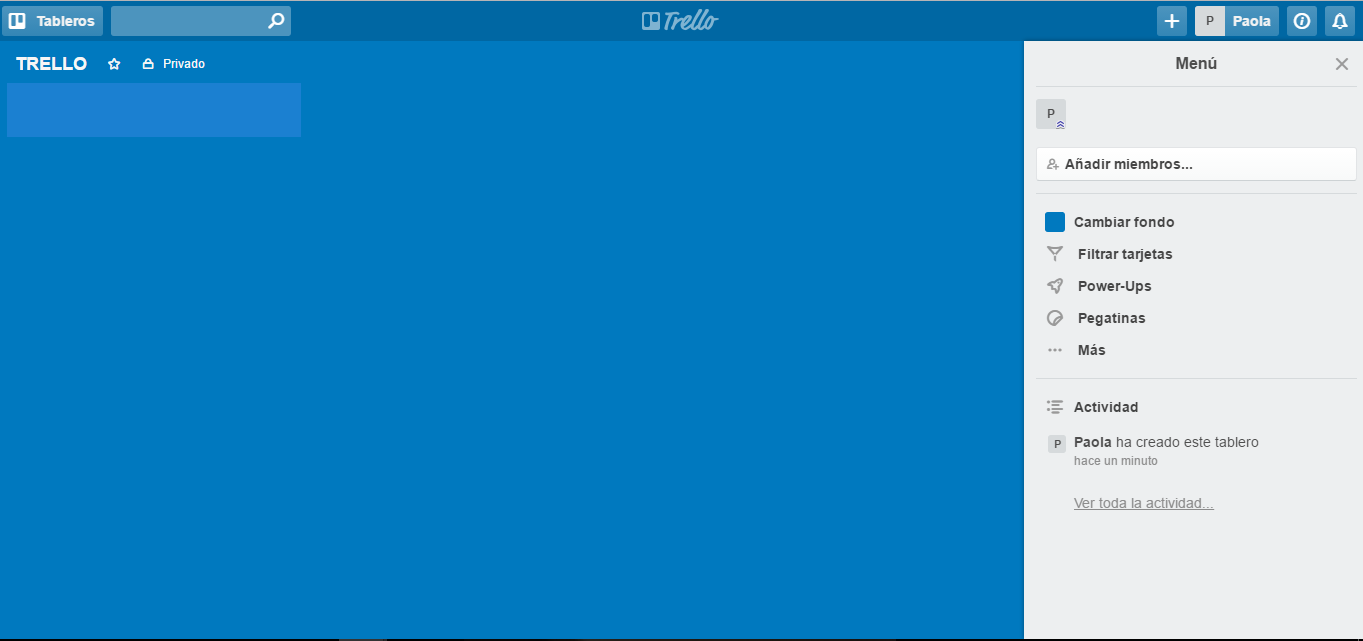 Tableros
Trello
P Paola
TRELLO
Privado
Menú
P
Añadir miembros...
Cambiar fondo
Filtrar tarjetas
Power-Ups
Pegatinas
Más
Actividad
P Paola ha creado este tablero
hace un minuto
Ver toda la actividad...